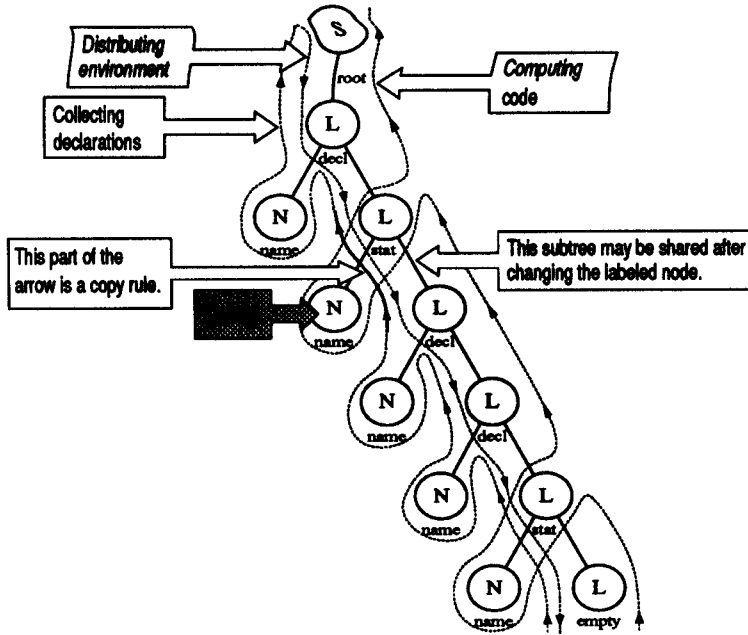 S
Distributing
environment
root
Computing
code
Collecting
declarations
L
decl
N
name
L
stat
This part of the
arrow is a copy rule.
This subtree may be shared after
changing the labeled node.
N
name
L
decl
N
name
L
decl
N
name
L
stat
N
name
L
empty